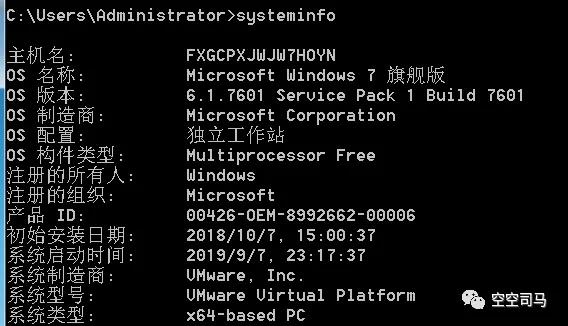 C:\Users\Administrator>systeminfo
主机名: FXGCPXJWJW7HOYN
OS 名称: Microsoft Windows 7 旗舰版
OS 版本: 6.1.7601 Service Pack 1 Build 7601
OS 制造商: Microsoft Corporation
OS 配置: 独立工作站
OS 构件类型: Multiprocessor Free
注册的所有人: Windows
注册的组织: Microsoft
产品 ID: 00426-OEM-8992662-00006
初始安装日期: 2018/10/7, 15:00:37
系统启动时间: 2019/9/7, 23:17:37
系统制造商: VMware, Inc.
系统型号: VMware Virtual Platform
系统类型: x64-based PC
空空司马